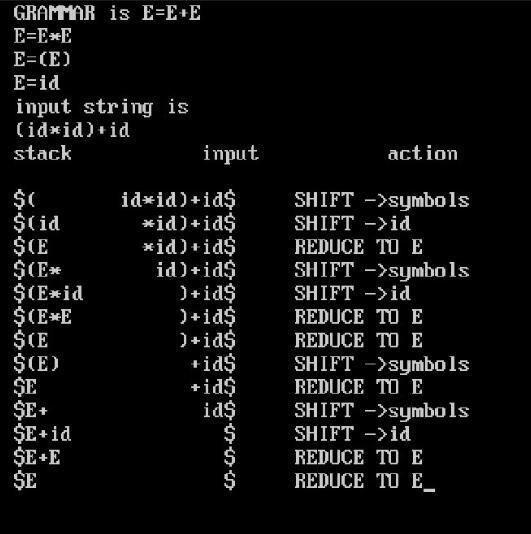 GRAMMAR is E=E+E
E=E*E
E=(E)
E=id
input string is
(id*id)+id
stack input action
$( id*id)+id$ SHIFT ->symbols
$(id *id)+id$ SHIFT ->id
$(E *id)+id$ REDUCE TO E
$(E* id)+id$ SHIFT ->symbols
$(E*id )+id$ SHIFT ->id
$(E*E )+id$ REDUCE TO E
$(E )+id$ REDUCE TO E
$(E) +id$ SHIFT ->symbols
$E +id$ REDUCE TO E
$E+ id$ SHIFT ->symbols
$E+id $ SHIFT ->id
$E+E $ REDUCE TO E
$E $ REDUCE TO E_